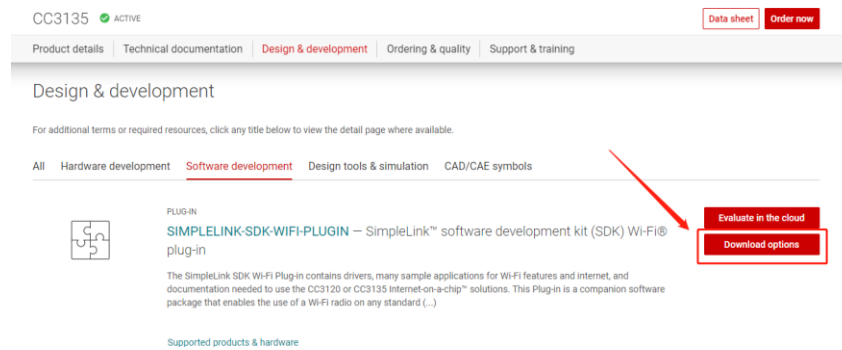 CC3135 ACTIVE Data sheet Order now
Product details Technical documentation Design & development Ordering & quality Support & training
Design & development
For additional terms or required resources, click any title below to view the detail page where available.
All Hardware development Software development Design tools & simulation CAD/CAE symbols
PLUG-IN
Evaluate in the cloud
SIMPLELINK-SDK-WIFI-PLUGIN — SimpleLink™ software development kit (SDK) Wi-Fi®
plug-in
Download options
The SimpleLink SDK Wi-Fi Plug-in contains drivers, many sample applications for Wi-Fi features and internet, and
documentation needed to use the CC3120 or CC3135 Internet-on-a-chip™ solutions. This Plug-in is a companion software
package that enables the use of a Wi-Fi radio on any standard (...)
Supported products & hardware